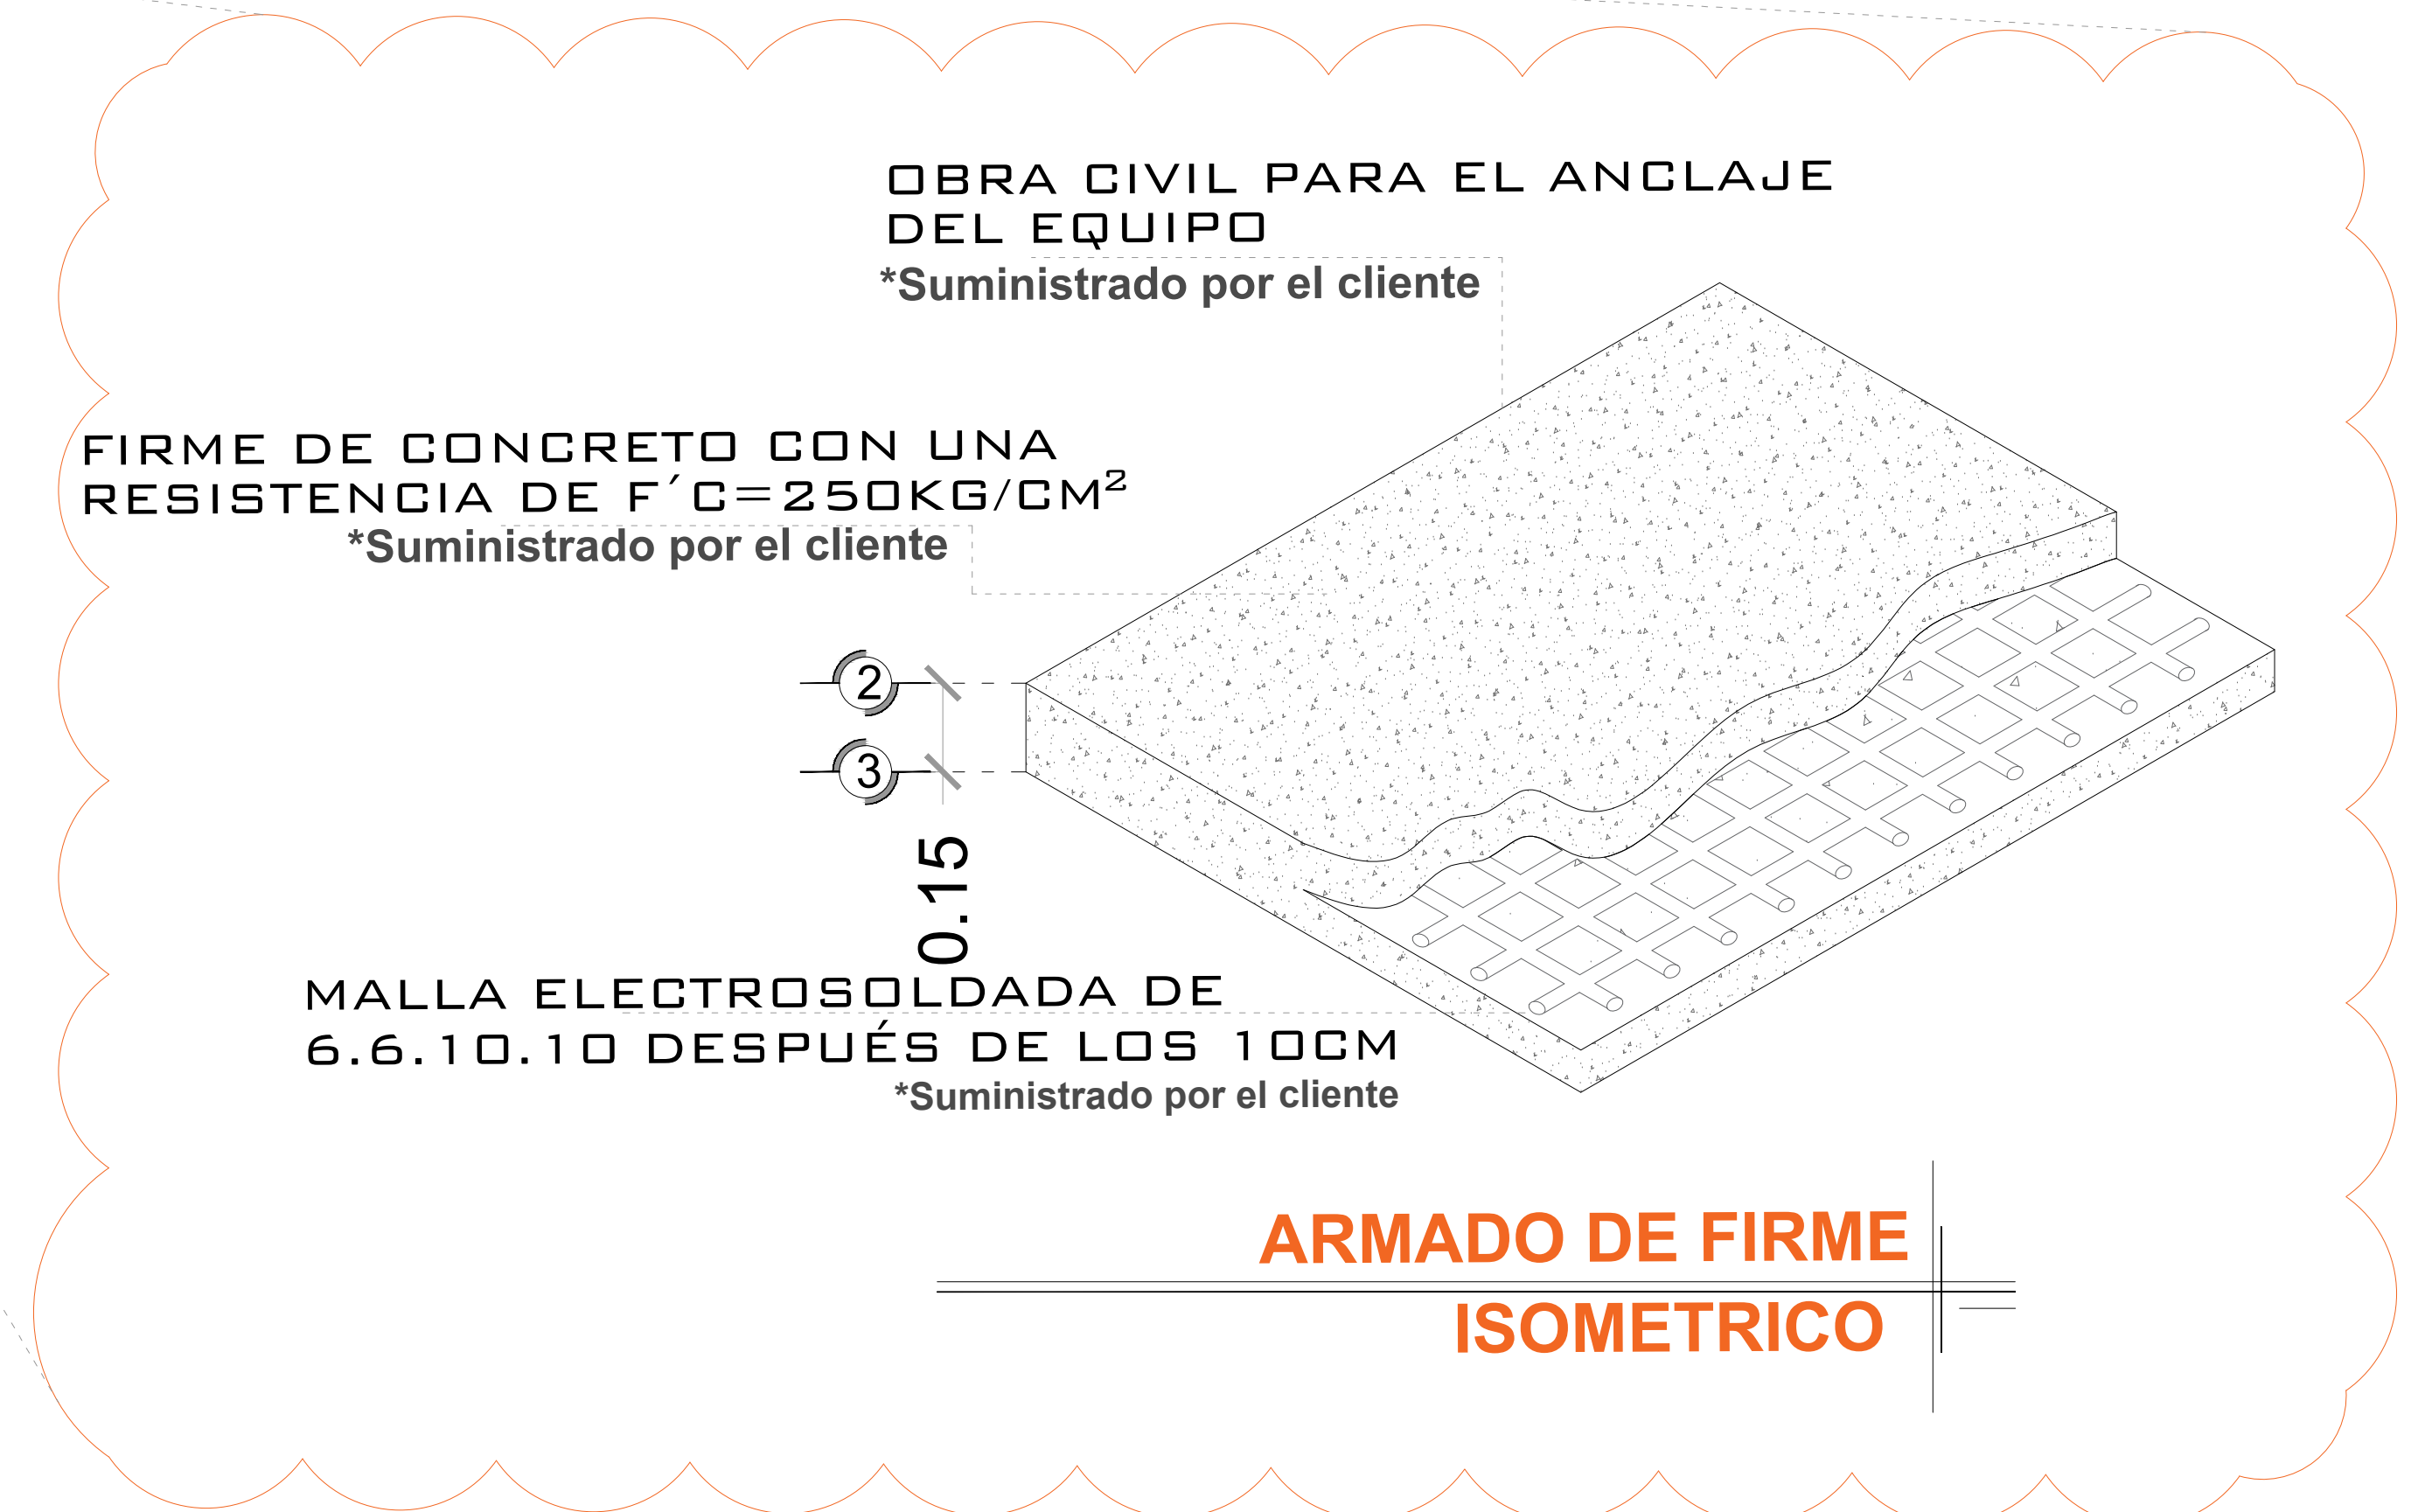 OBRA CIVIL PARA EL ANCLAJE
DEL EQUIPO
*Suministrado por el cliente
FIRME DE CONCRETO CON UNA
RESISTENCIA DE F´C=250KG/CM²
*Suministrado por el cliente
2
3
0.15
MALLA ELECTROSOLDADA DE
6.6.10.10 DESPUÉS DE LOS 10CM
*Suministrado por el cliente
ARMADO DE FIRME
ISOMETRICO